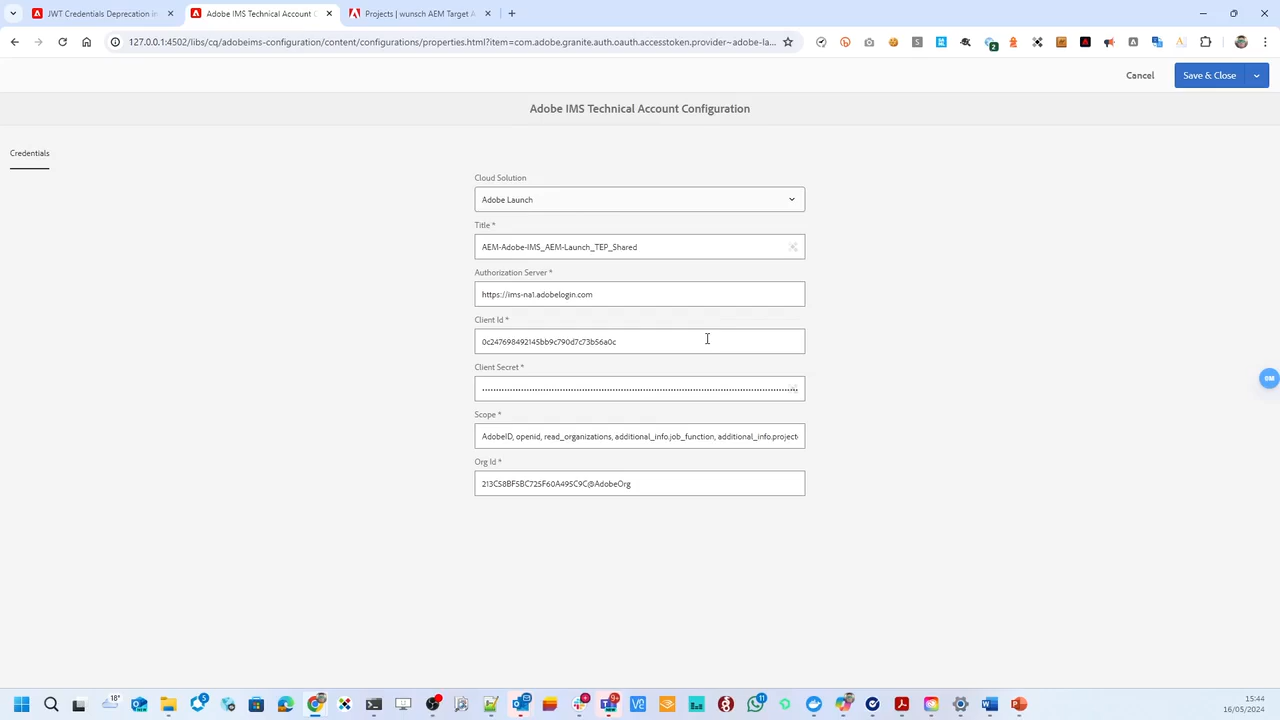 JWT Credentials Deprecation in
Adobe IMS Technical Account C
Projects | wunsch AEM Target A
127.0.0.1:4502/libs/cq/adobeims-configuration/content/configuration/properties.html?item=com.adobe.granite.auth.oauth.accesstoken.provider~adobe-la...
Cancel
Save & Close
Adobe IMS Technical Account Configuration
Credentials
Cloud Solution
Adobe Launch
Title *
AEM-Adobe-IMS_AEM-Launch_TEP_Shared
Authorization Server *
https://ims-na1.adobelogin.com
Client Id *
0c247698492145bb9c790d7c73b56a0c
Client Secret *
Scope *
AdobeID, openid, read_organizations, additional_info.job_function, additional_info.project
Org Id *
213C58BF5BC725F60A495C9C@AdobeOrg
18°
15:44
16/05/2024